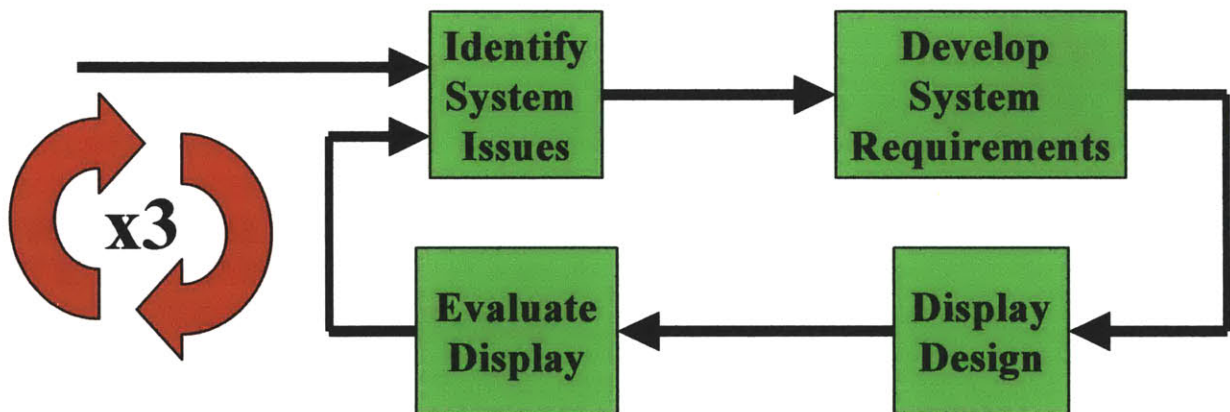 Identify
System
Issues
Develop
System
Requirements
x3
Evaluate
Display
Display
Design